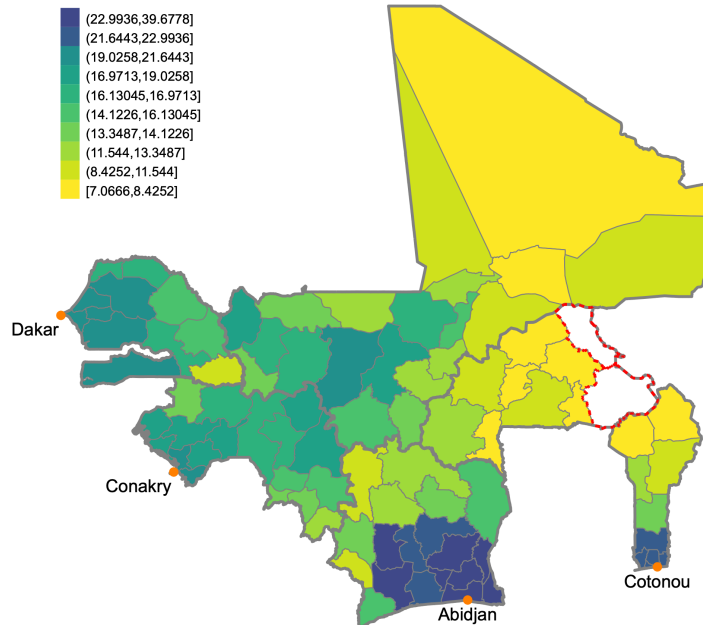 (22.9936,39.6778]
(21.6443,22.9936]
(19.0258,21.6443]
(16.9713,19.0258]
(16.13045,16.9713]
(14.1226,16.13045]
(13.3487,14.1226]
(11.544,13.3487]
(8.4252,11.544]
[7.0666,8.4252]
Dakar
Conakry
Cotonou
Abidjan